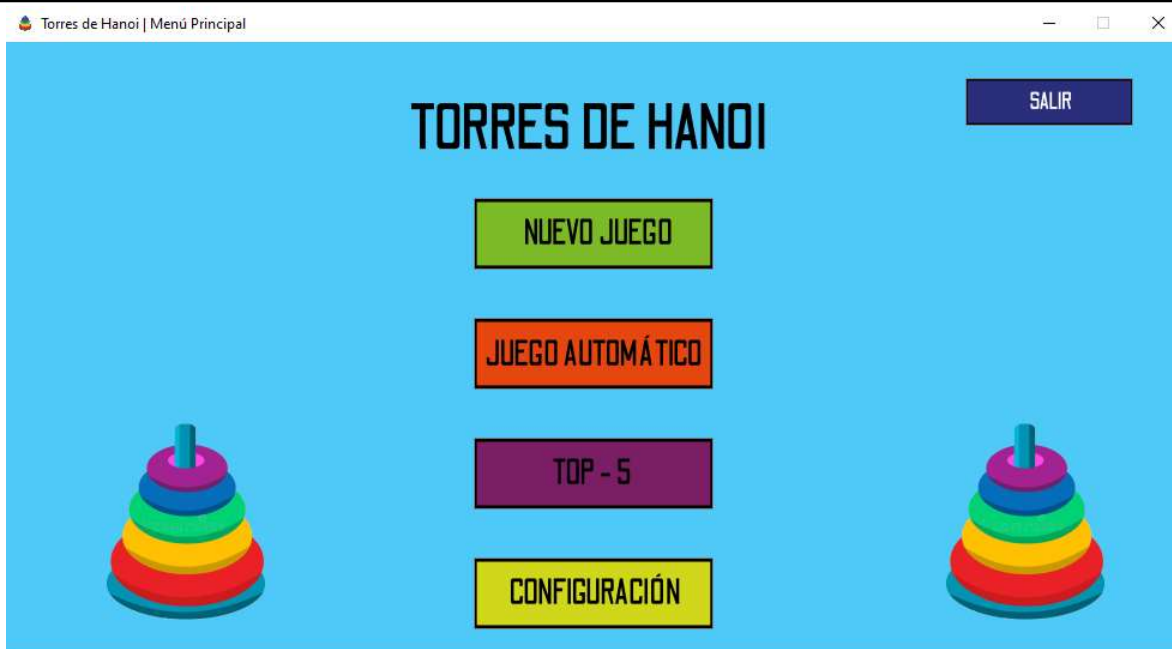 Torres de Hanoi | Menú Principal
SALIR
TORRES DE HANOI
NUEVO JUEGO
JUEGO AUTOMÁTICO
TOP - 5
CONFIGURACIÓN